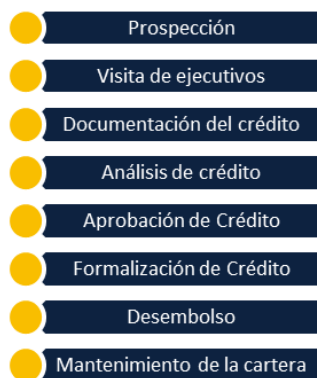 Prospección
Visita de ejecutivos
Documentación del crédito
Análisis de crédito
Aprobación de Crédito
Formalización de Crédito
Desembolso
Mantenimiento de la cartera